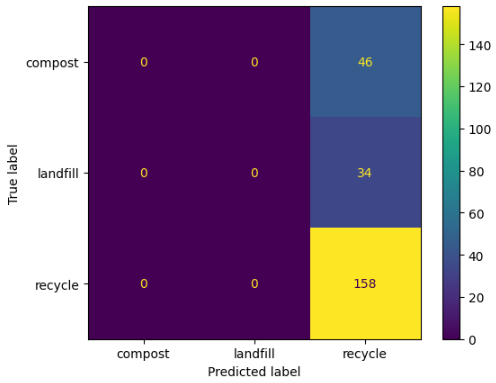 compost 0 0 46
landfill 0 0 34
recycle 0 0 158
compost landfill recycle
Predicted label
True label
140
120
100
80
60
40
20
0